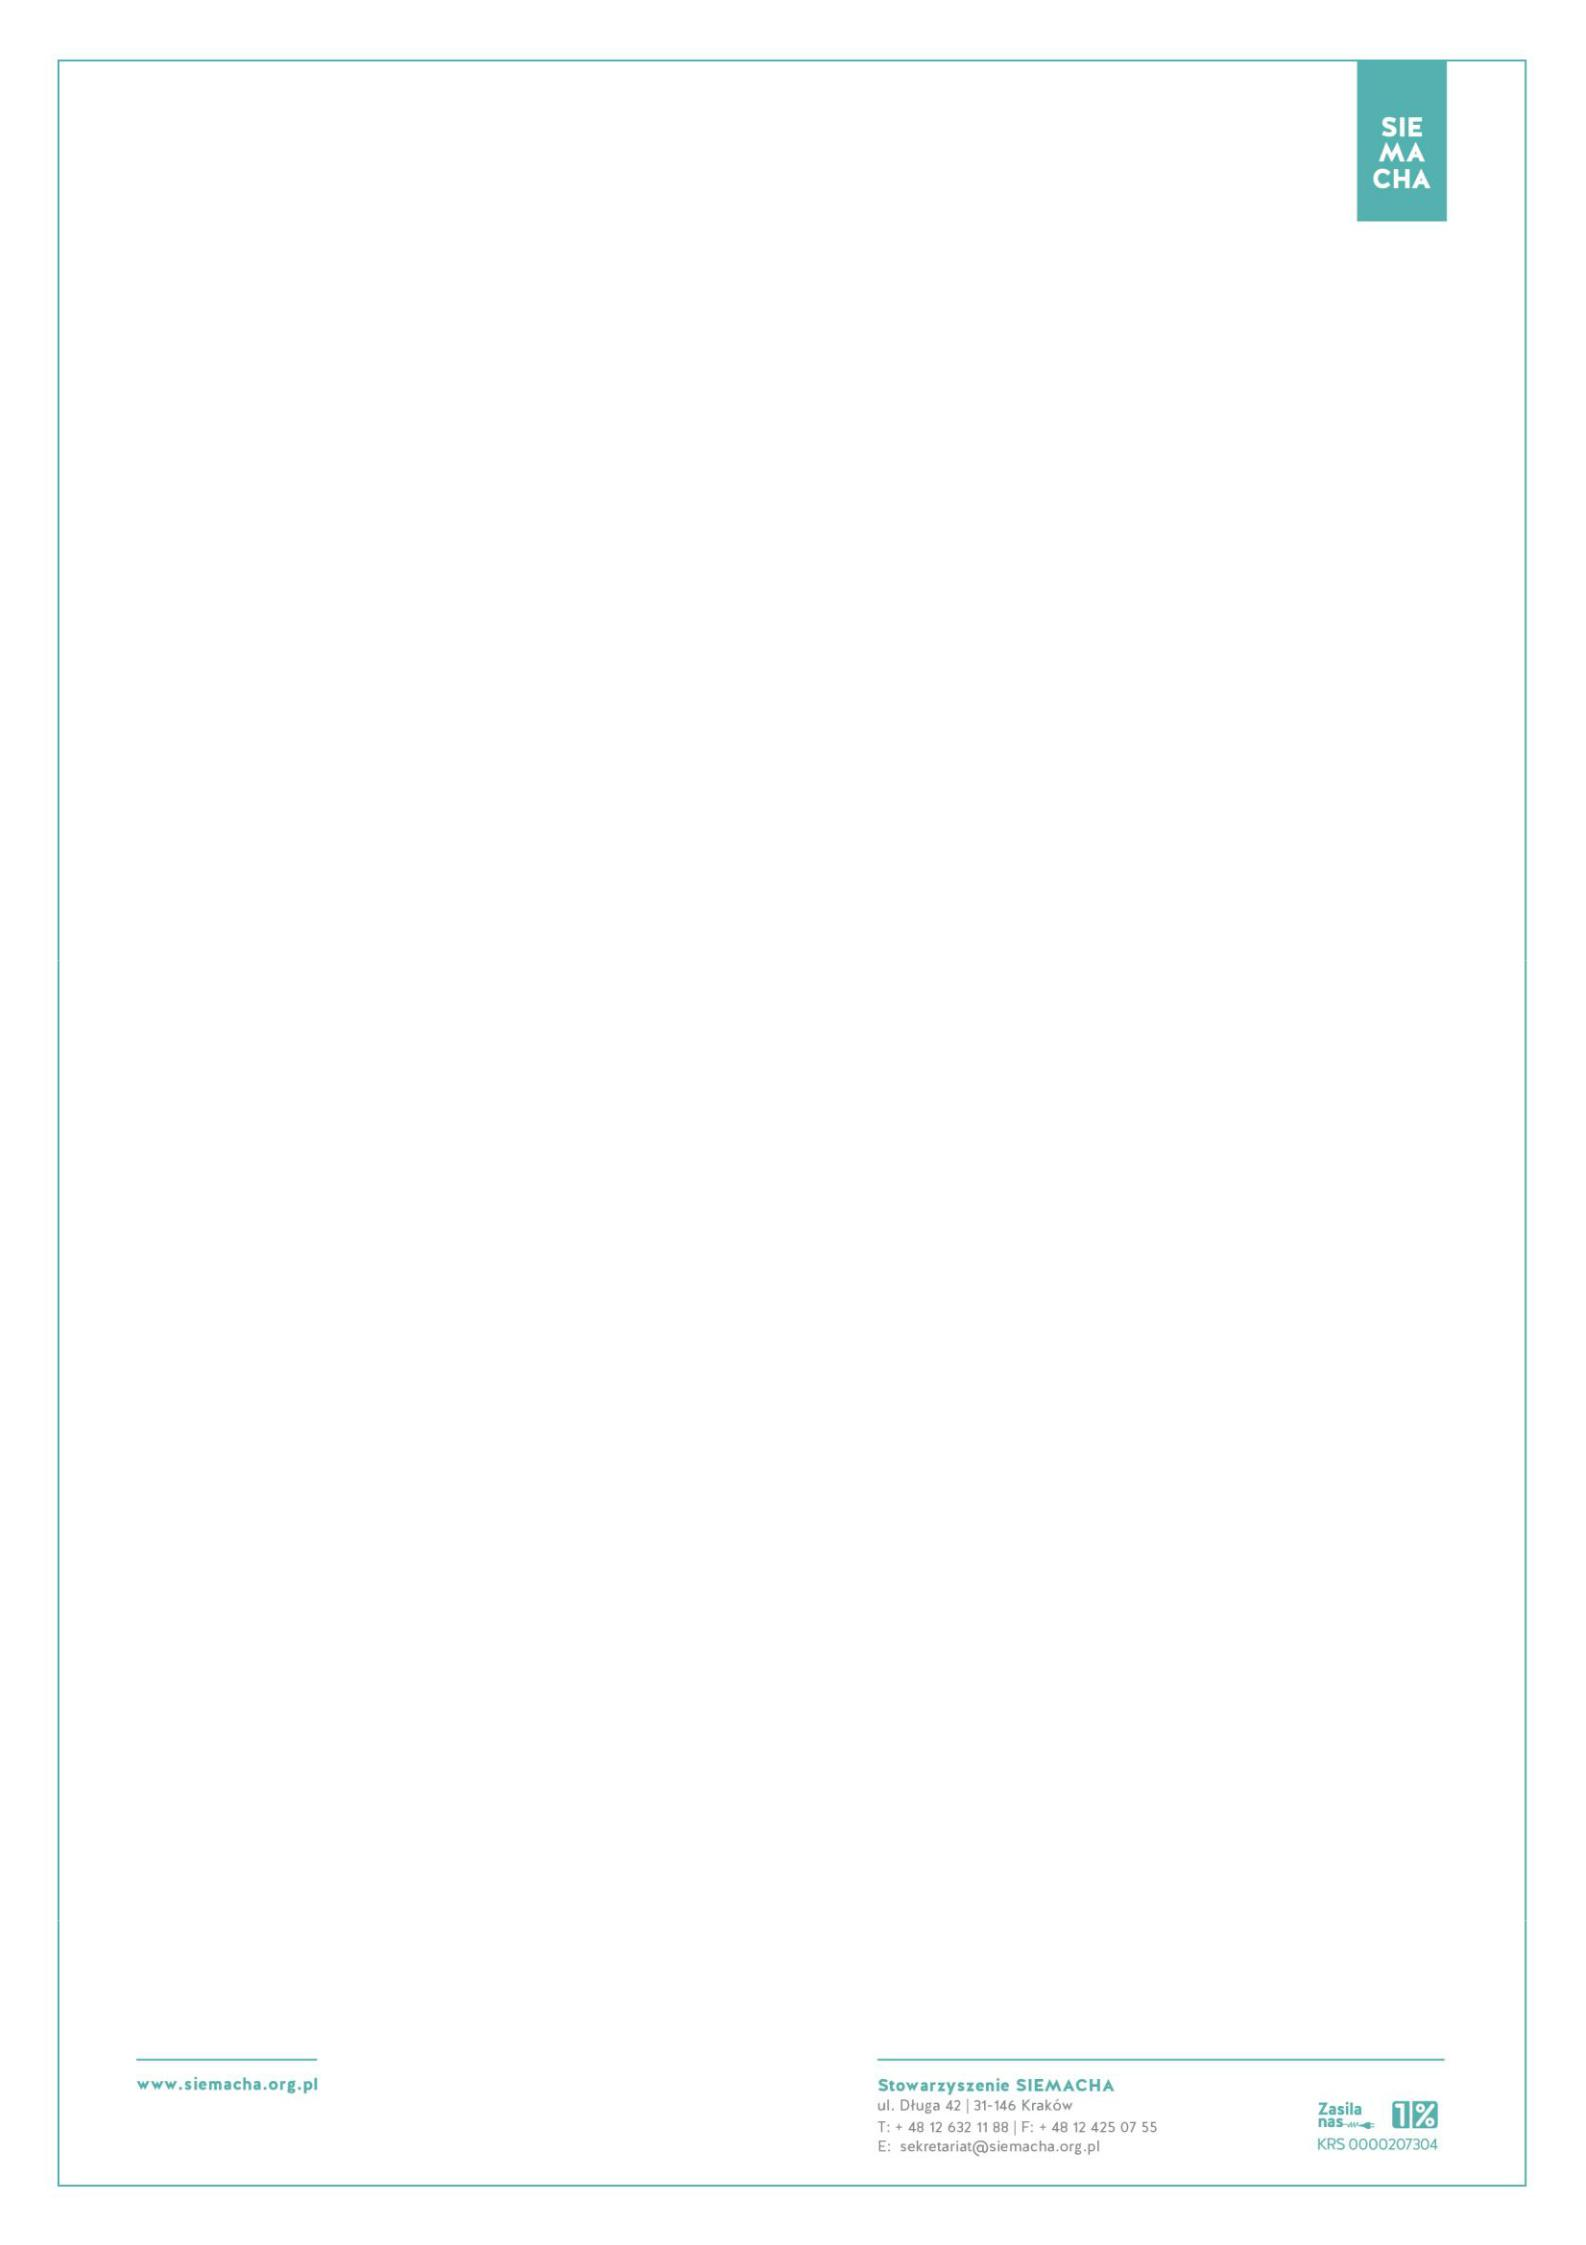 SIE
MA
CHA
www.siemacha.org.pl
Stowarzyszenie SIEMACHA
ul. Długa 42 | 31-146 Kraków
T: + 48 12 632 11 88 | F: + 48 12 425 07 55
E: sekretariat@siemacha.org.pl
Zasila
nas
1%
KRS 0000207304